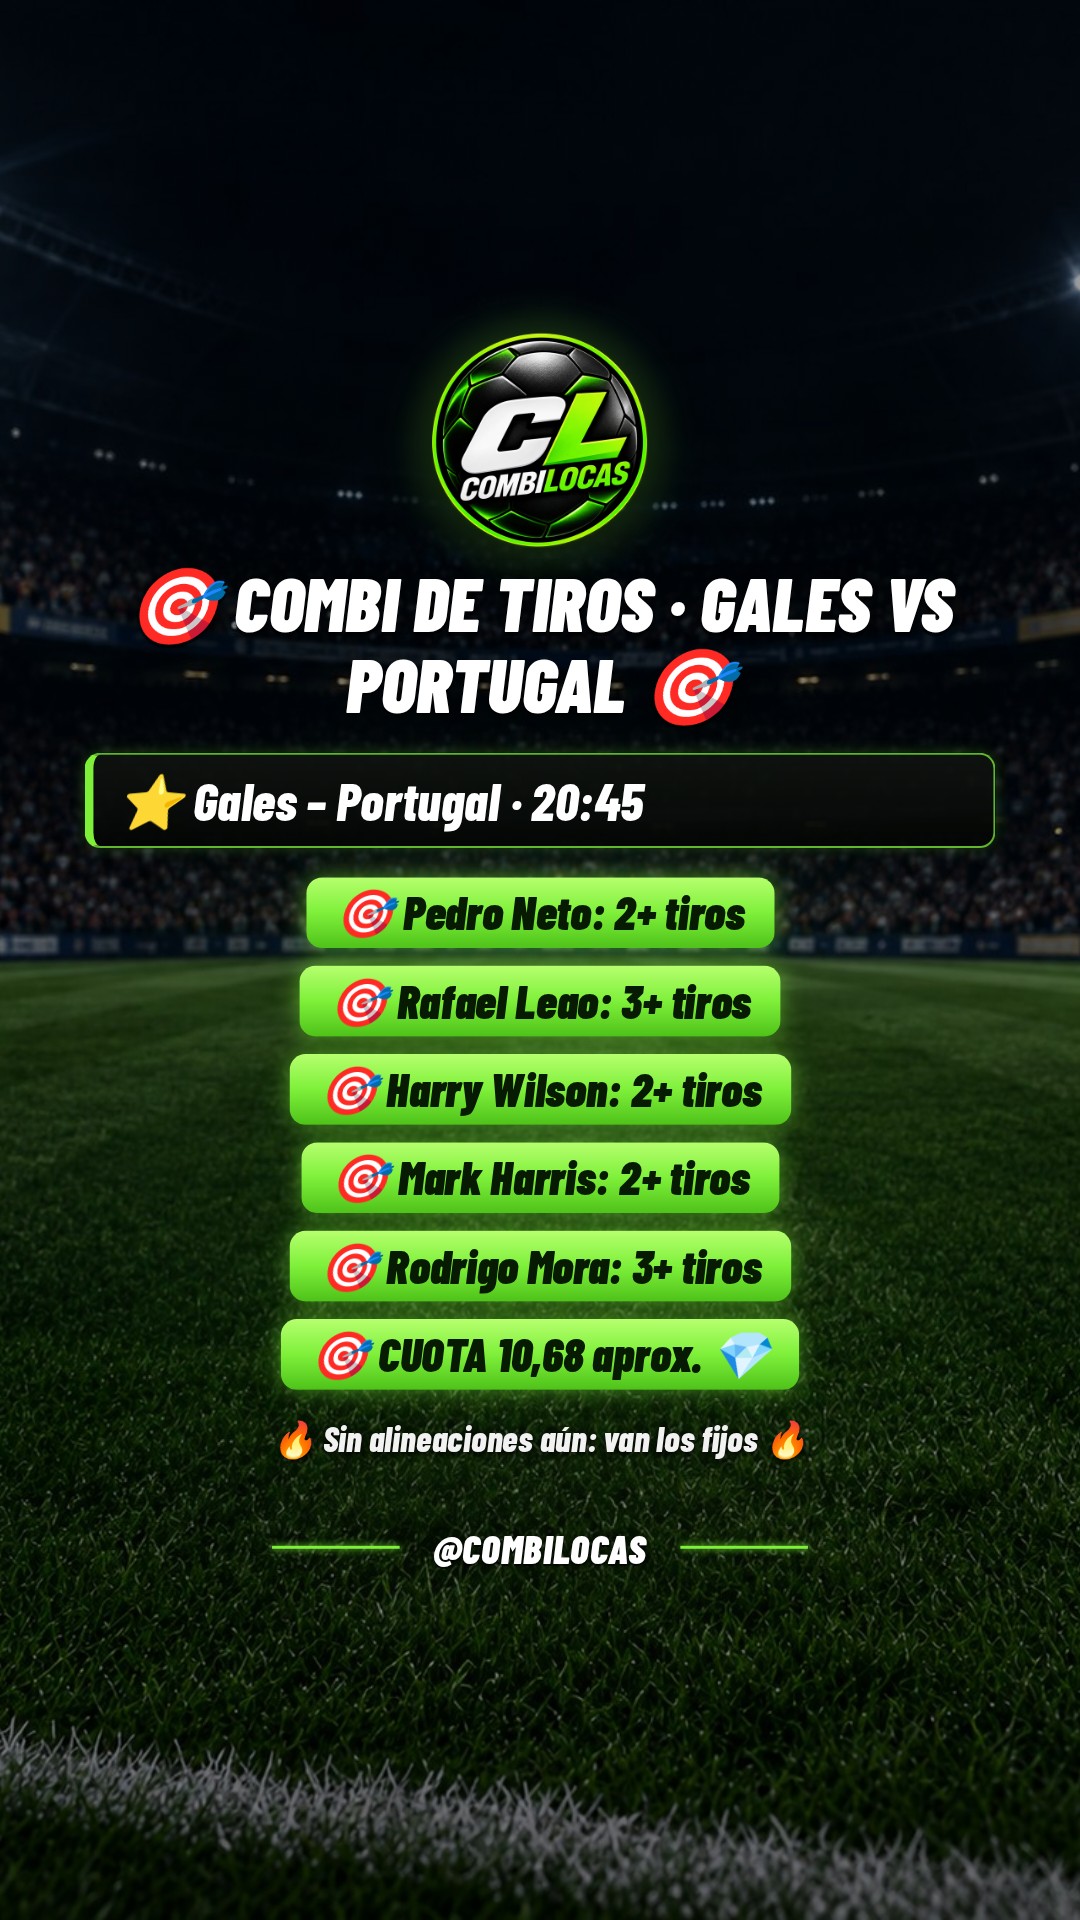 CL
COMBILOCAS
🎯 COMBI DE TIROS · GALES VS
PORTUGAL 🎯
⭐ Gales – Portugal · 20:45
🎯 Pedro Neto: 2+ tiros
🎯 Rafael Leao: 3+ tiros
🎯 Harry Wilson: 2+ tiros
🎯 Mark Harris: 2+ tiros
🎯 Rodrigo Mora: 3+ tiros
🎯 CUOTA 10,68 aprox. 💎
🔥 Sin alineaciones aún: van los fijos 🔥
@COMBILOCAS